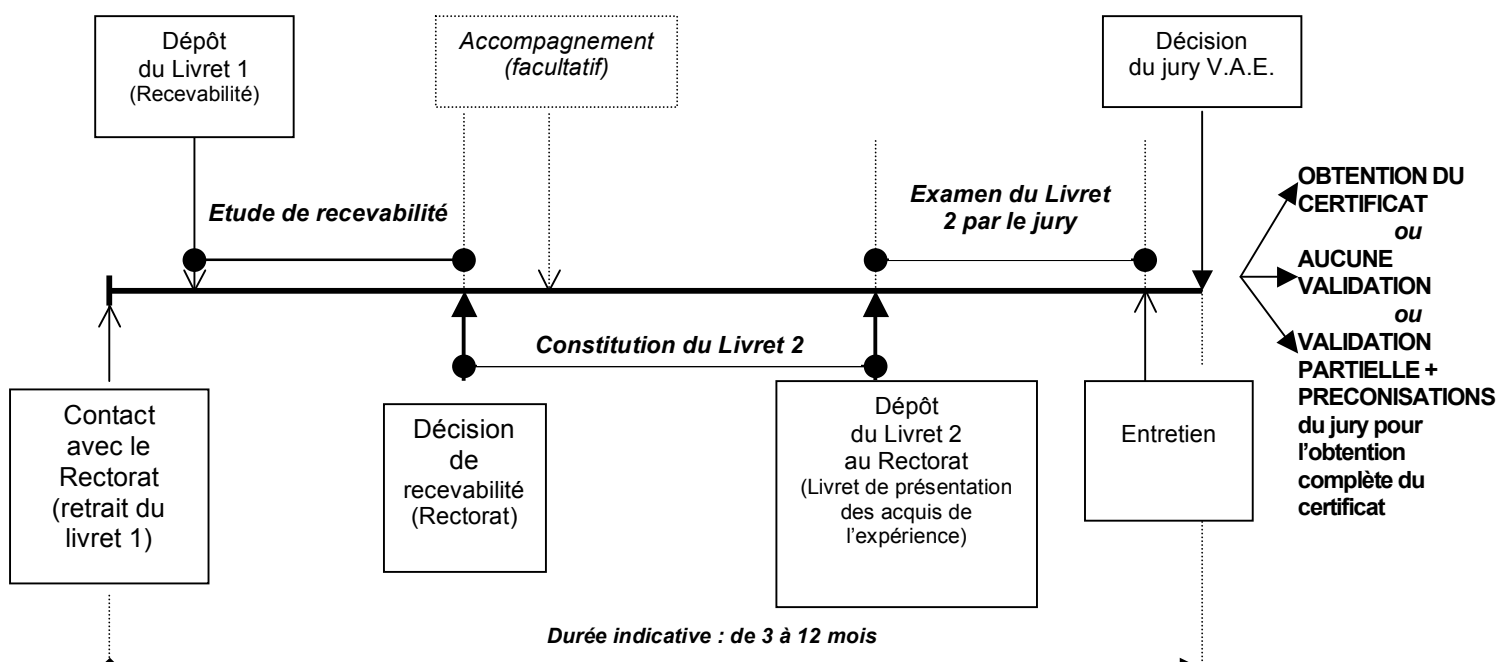 Dépôt
du Livret 1
(Recevabilité)
Accompagnement
(facultatif)
Décision
du jury V.A.E.
Etude de recevabilité
Examen du Livret
2 par le jury
OBTENTION DU
CERTIFICAT
ou
AUCUNE
VALIDATION
ou
VALIDATION
PARTIELLE +
PRECONISATIONS
du jury pour
l’obtention
complète du
certificat
Constitution du Livret 2
Contact
avec le
Rectorat
(retrait du
livret 1)
Décision
de
recevabilité
(Rectorat)
Dépôt
du Livret 2
au Rectorat
(Livret de présentation
des acquis de
l’expérience)
Entretien
Durée indicative : de 3 à 12 mois